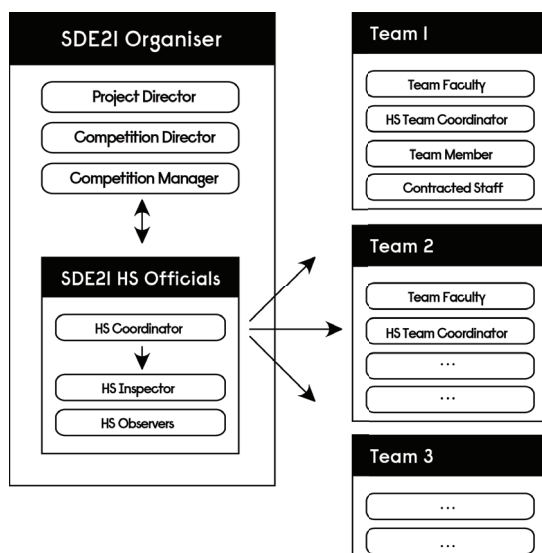 SDE21 Organiser
Project Director
Competition Director
Competition Manager
SDE21 HS Officials
HS Coordinator
HS Inspector
HS Observers
Team 1
Team Faculty
HS Team Coordinator
Team Member
Contracted Staff
Team 2
Team Faculty
HS Team Coordinator
...
...
Team 3
...
...